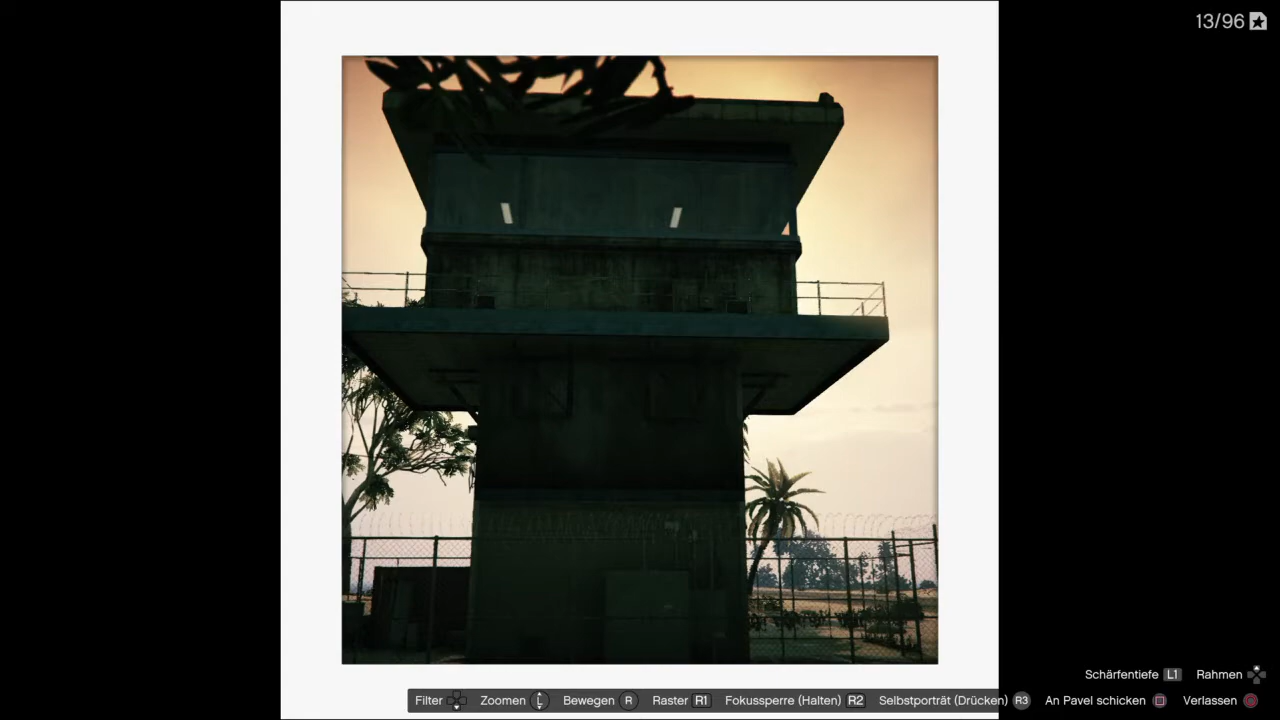 13/96
Schärfentiefe L1 Rahmen
Filter Zoomen L Bewegen R Raster R1 Fokussperre (Halten) R2 Selbstporträt (Drücken) R3 An Pavel schicken Verlassen